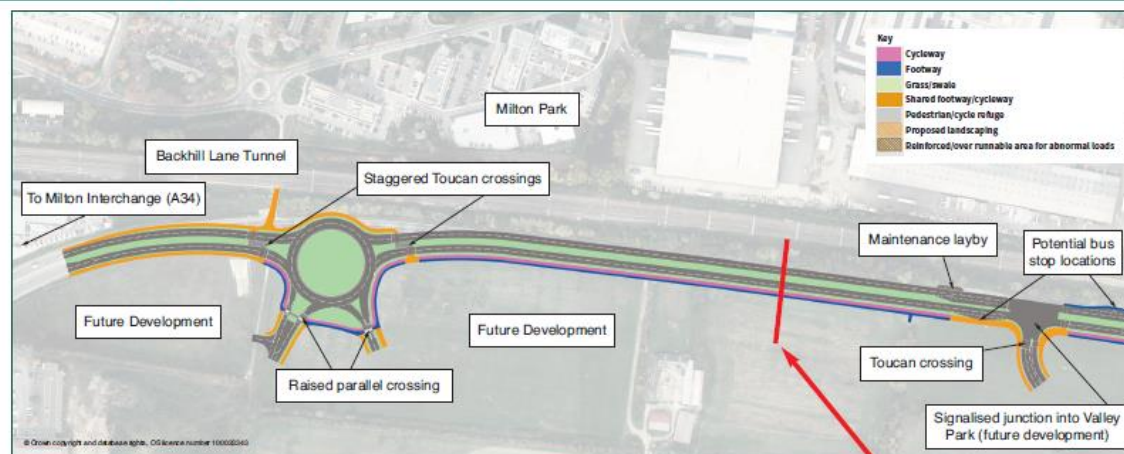 Key
Cycleway
Footway
Grass/swale
Shared footway/cycleway
Pedestrian/cycle refuge
Proposed landscaping
Reinforced/over runnable area for abnormal loads
Milton Park
Backhill Lane Tunnel
Staggered Toucan crossings
To Milton Interchange (A34)
Maintenance layby
Potential bus
stop locations
Future Development
Future Development
Toucan crossing
Raised parallel crossing
Signalised junction into Valley
Park (future development)
© Crown copyright and database rights, OS licence number